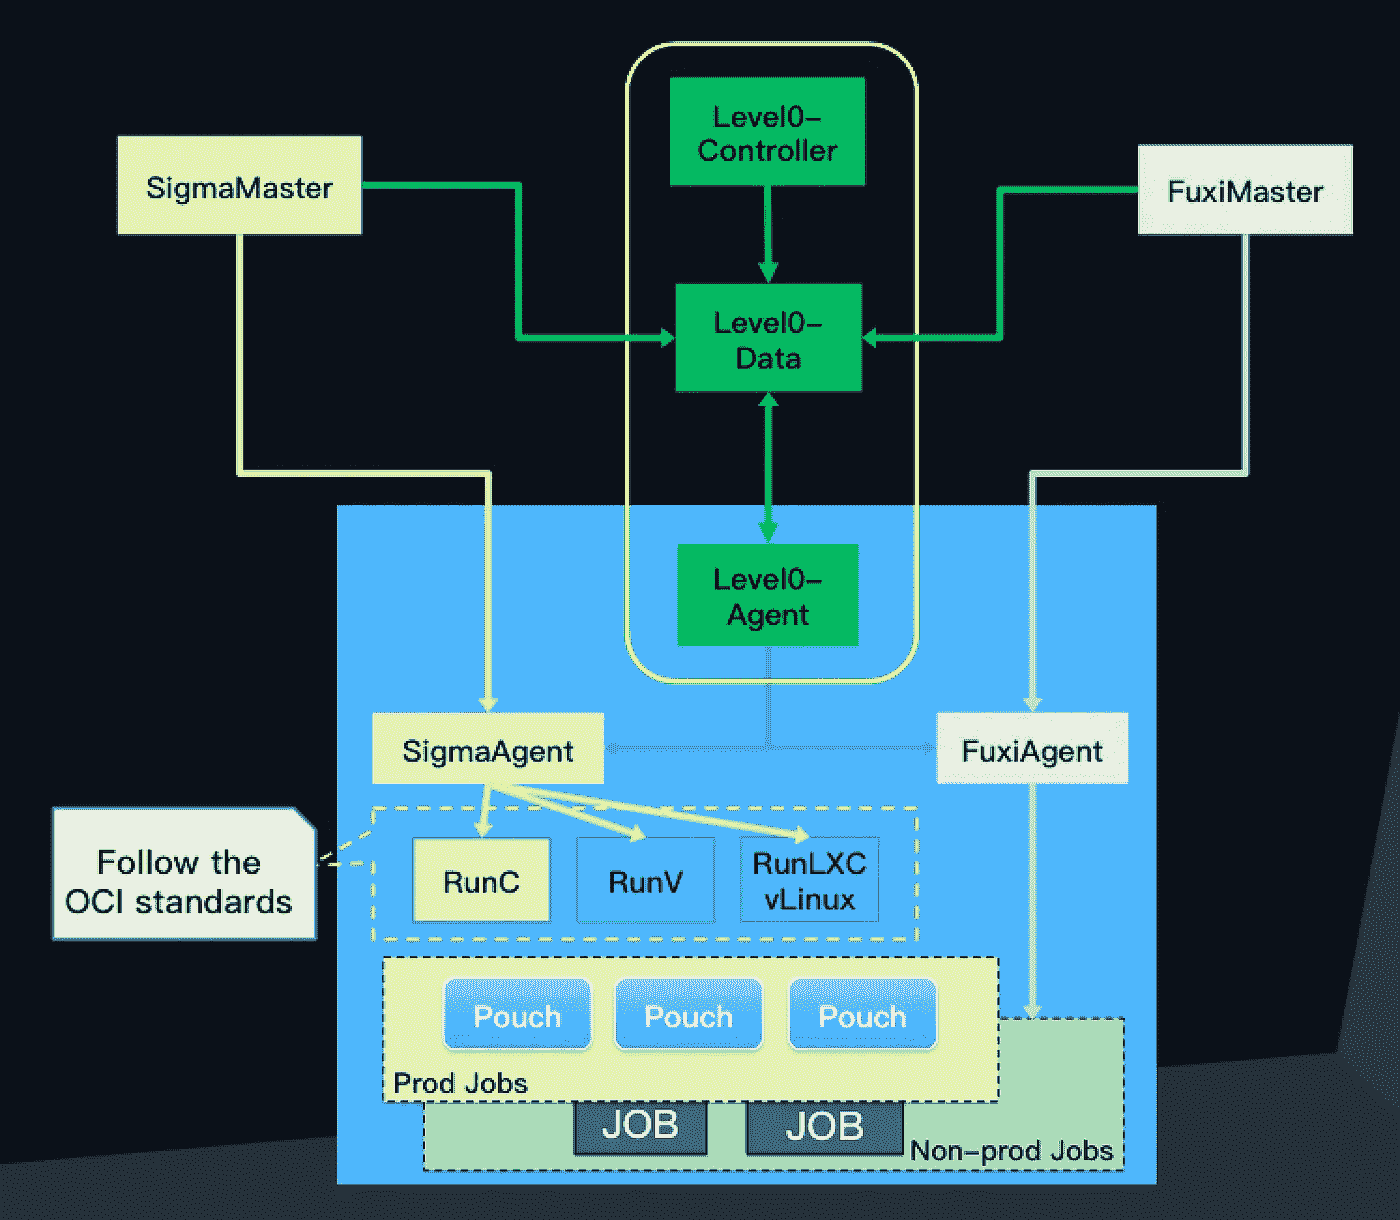 Level0-
Controller
SigmaMaster
FuxiMaster
Level0-
Data
Level0-
Agent
SigmaAgent
FuxiAgent
Follow the
OCI standards
RunC
RunV
RunLXC
vLinux
Pouch
Pouch
Pouch
Prod Jobs
JOB
JOB
Non-prod Jobs